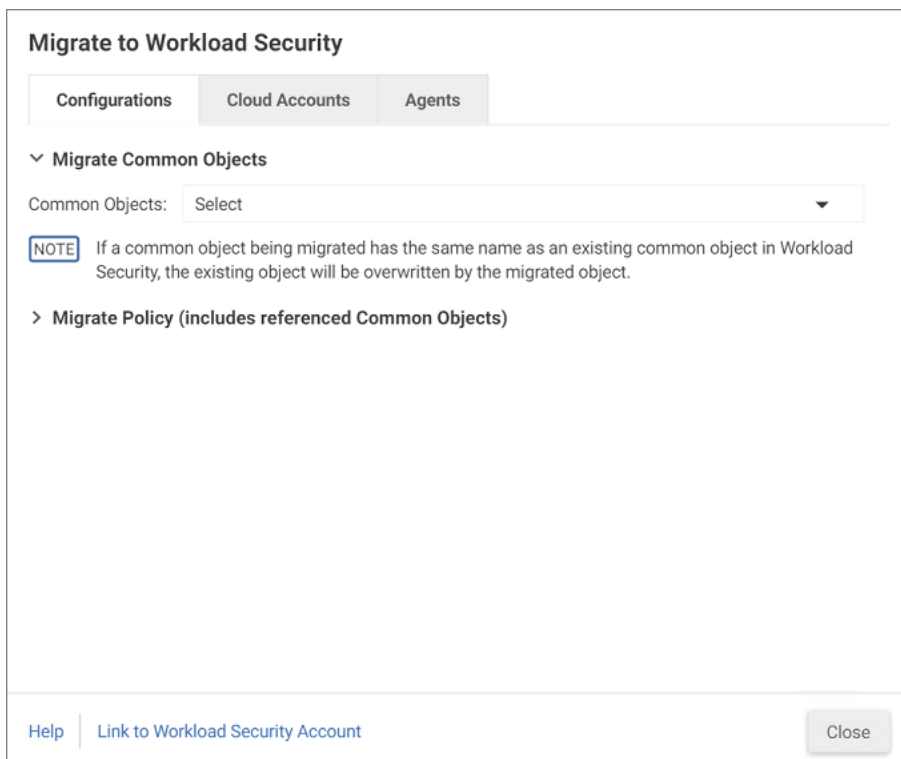 Migrate to Workload Security
Configurations
Cloud Accounts
Agents
Migrate Common Objects
Common Objects: Select
NOTE If a common object being migrated has the same name as an existing common object in Workload
Security, the existing object will be overwritten by the migrated object.
Migrate Policy (includes referenced Common Objects)
Help
Link to Workload Security Account
Close